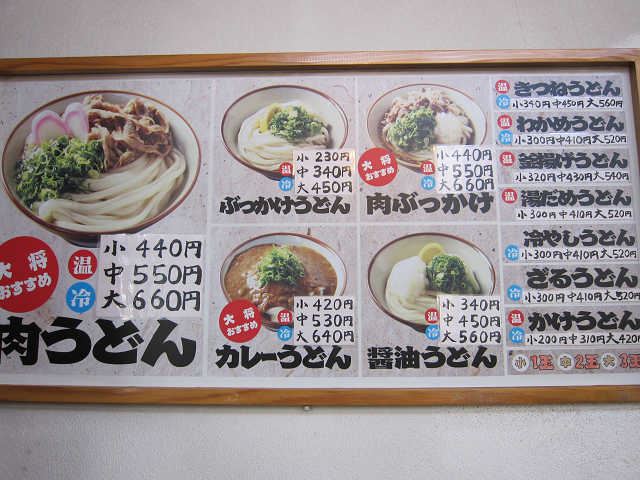 大将
おすすめ
温
冷
小 440円
中 550円
大 660円
肉うどん
温
冷
小 230円
中 340円
大 450円
ぶっかけうどん
大将
おすすめ
温
冷
小 440円
中 550円
大 660円
肉ぶっかけ
大将
おすすめ
温
冷
小 420円
中 530円
大 640円
カレーうどん
温
冷
小 340円
中 450円
大 560円
醤油うどん
温 冷 きつねうどん
小340円 中450円 大560円
温 冷 わかめうどん
小300円 中410円 大520円
温 釜揚げうどん
小320円 中430円 大540円
温 湯だめうどん
小300円 中410円 大520円
冷 冷やしうどん
小300円 中410円 大520円
冷 ざるうどん
小300円 中410円 大520円
温 冷 かけうどん
小200円 中310円 大420円
小 1玉 中 2玉 大 3玉